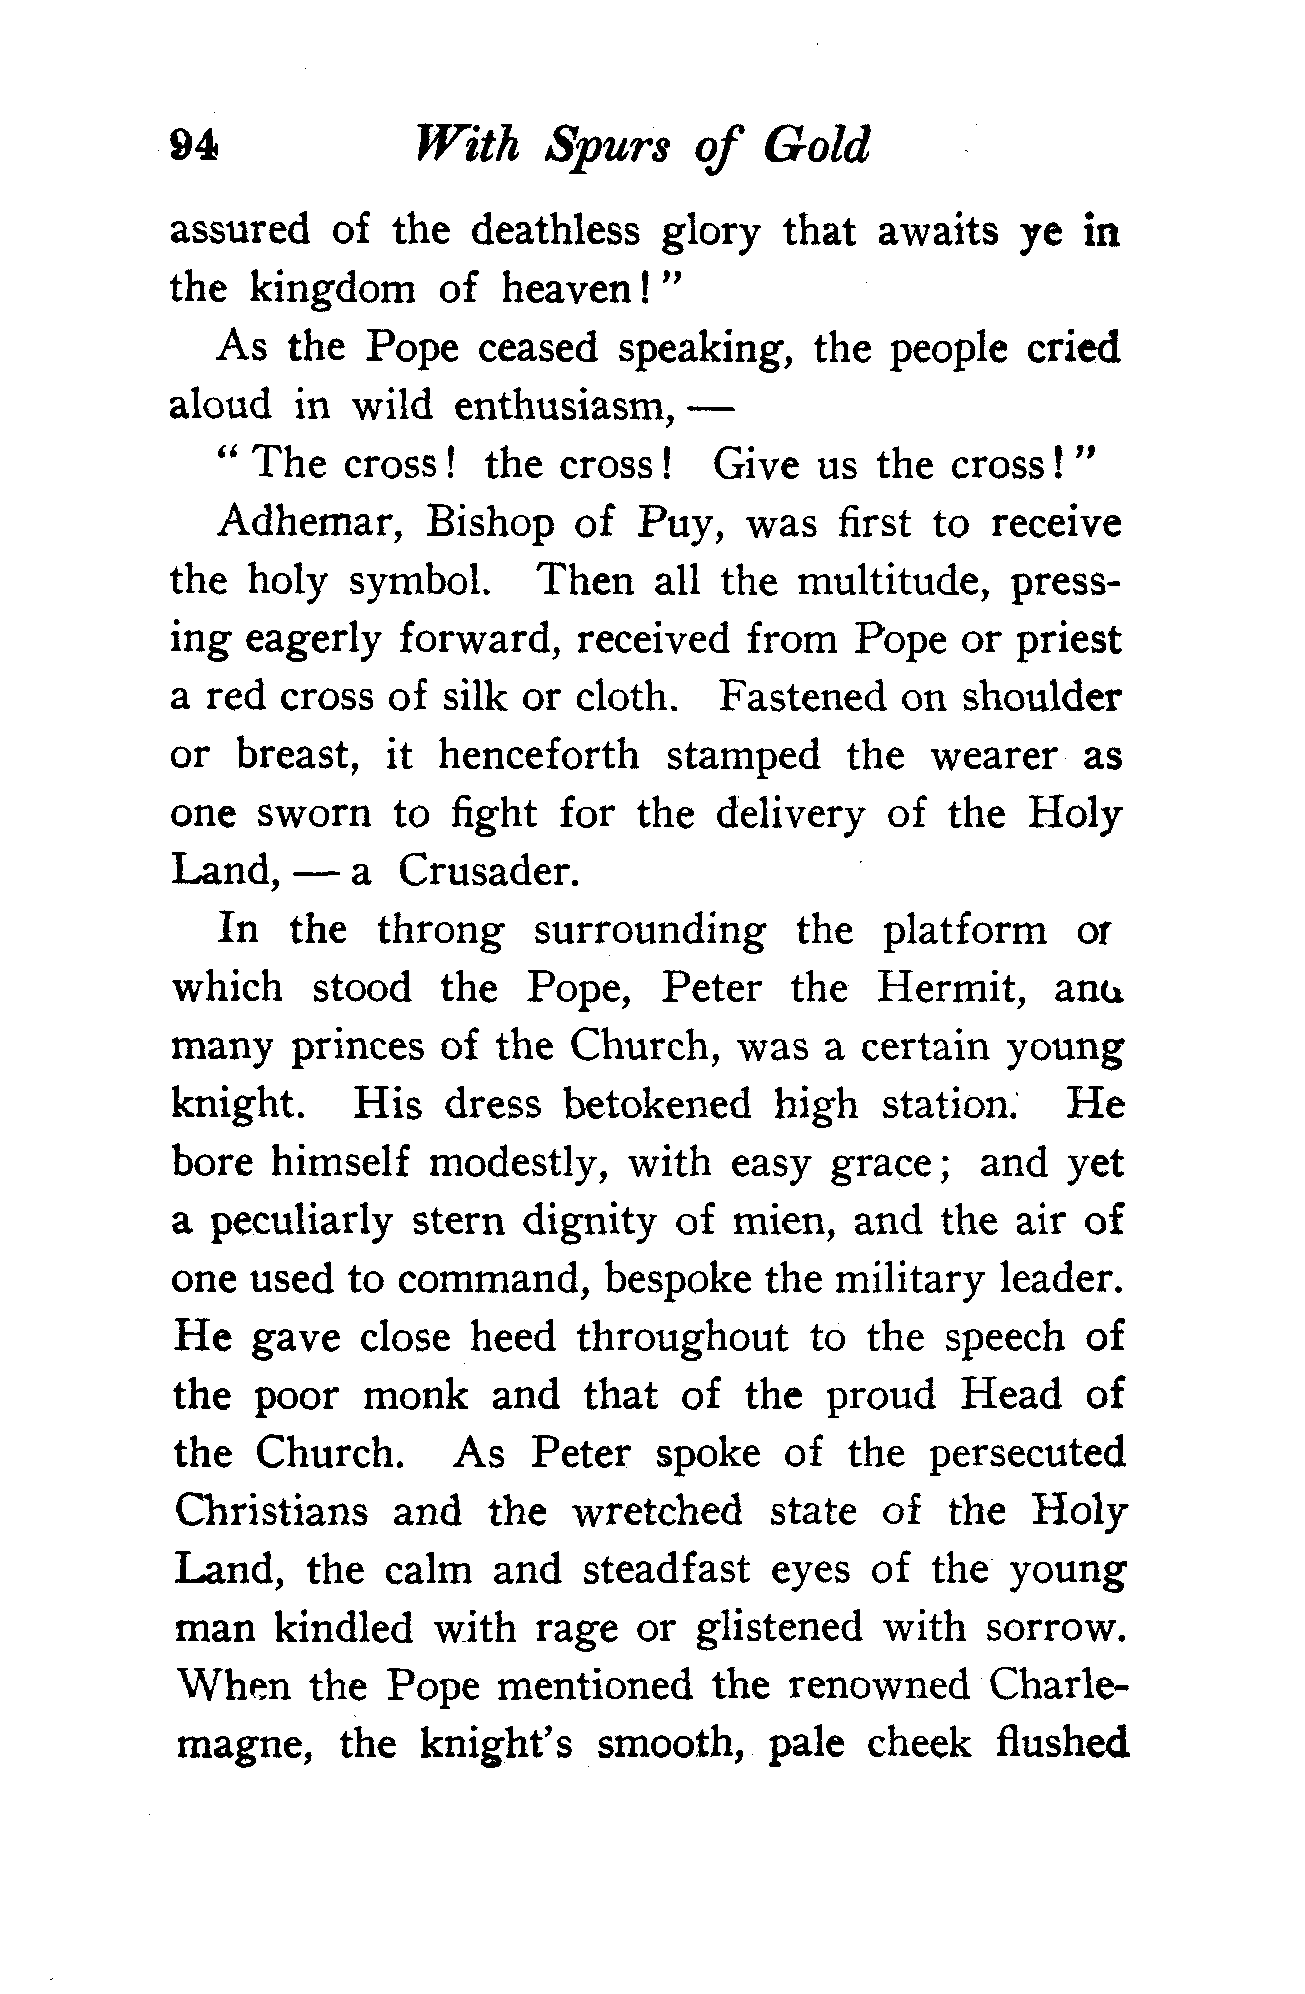 94 With Spurs of Gold
assured of the deathless glory that awaits ye in
the kingdom of heaven! "
As the Pope ceased speaking, the people cried
aloud in wild enthusiasm, —
" The cross! the cross! Give us the cross! "
Adhemar, Bishop of Puy, was first to receive
the holy symbol. Then all the multitude, press-
ing eagerly forward, received from Pope or priest
a red cross of silk or cloth. Fastened on shoulder
or breast, it henceforth stamped the wearer as
one sworn to fight for the delivery of the Holy
Land, — a Crusader.
In the throng surrounding the platform or
which stood the Pope, Peter the Hermit, and
many princes of the Church, was a certain young
knight. His dress betokened high station. He
bore himself modestly, with easy grace; and yet
a peculiarly stern dignity of mien, and the air of
one used to command, bespoke the military leader.
He gave close heed throughout to the speech of
the poor monk and that of the proud Head of
the Church. As Peter spoke of the persecuted
Christians and the wretched state of the Holy
Land, the calm and steadfast eyes of the young
man kindled with rage or glistened with sorrow.
When the Pope mentioned the renowned Charle-
magne, the knight's smooth, pale cheek flushed